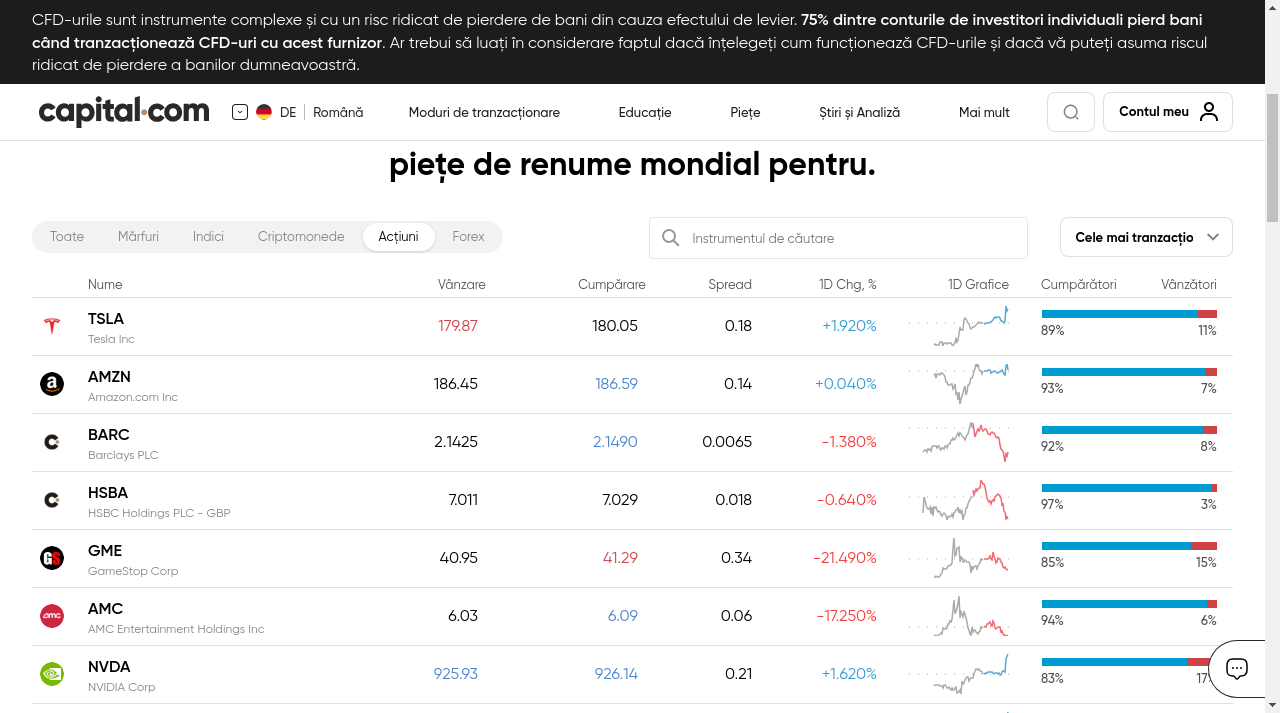 CFD-urile sunt instrumente complexe și cu un risc ridicat de pierdere de bani din cauza efectului de levier. 75% dintre conturile de investitori individuali pierd bani
când tranzacționează CFD-uri cu acest furnizor. Ar trebui să luați în considerare faptul dacă înțelegeți cum funcționează CFD-urile și dacă vă puteți asuma riscul
ridicat de pierdere a banilor dumneavoastră.
capital.com DE Română Moduri de tranzacționare Educație Piețe Știri și Analiză Mai mult Contul meu
piețe de renume mondial pentru.
Toate Mărfuri Indici Criptomonede Acțiuni Forex Instrumentul de căutare Cele mai tranzacțio
Nume Vânzare Cumpărare Spread 1D Chg, % 1D Grafice Cumpărători Vânzători
TSLA 179.87 180.05 0.18 +1.920%
Tesla Inc 89% 11%
AMZN 186.45 186.59 0.14 +0.040%
Amazon.com Inc 93% 7%
BARC 2.1425 2.1490 0.0065 -1.380%
Barclays PLC 92% 8%
HSBA 7.011 7.029 0.018 -0.640%
HSBC Holdings PLC - GBP 97% 3%
GME 40.95 41.29 0.34 -21.490%
GameStop Corp 85% 15%
AMC 6.03 6.09 0.06 -17.250%
AMC Entertainment Holdings Inc 94% 6%
NVDA 925.93 926.14 0.21 +1.620%
NVIDIA Corp 83% 17%